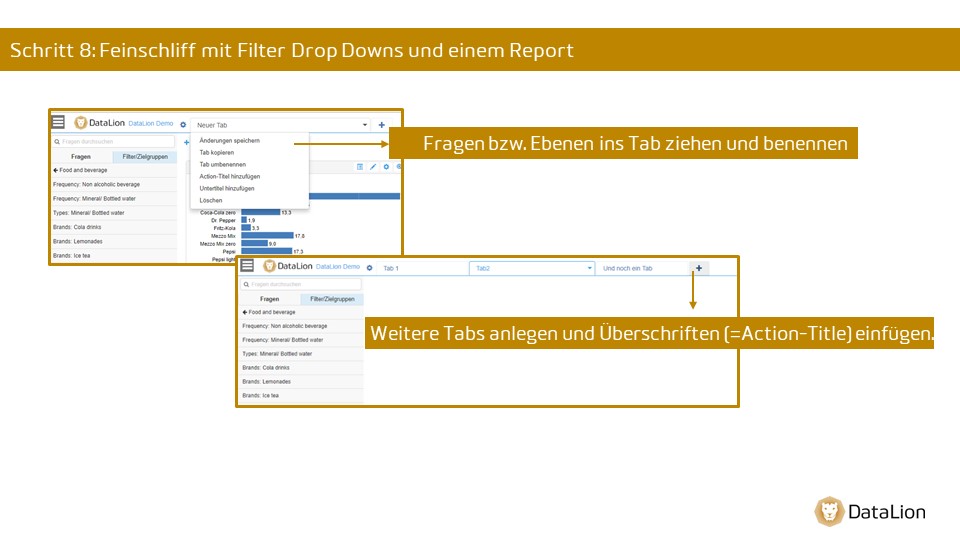 Schritt 8: Feinschliff mit Filter Drop Downs und einem Report
DataLion DataLion Demo Neuer Tab +
Fragen durchsuchen
Fragen Filter/Zielgruppen
Food and beverage
Frequency: Non alcoholic beverage
Frequency: Mineral/ Bottled water
Types: Mineral/ Bottled water
Brands: Cola drinks
Brands: Lemonades
Brands: Ice tea
+
Änderungen speichern
Tab kopieren
Tab umbenennen
Action-Titel hinzufügen
Untertitel hinzufügen
Löschen
Coca-Cola zero 13.3
Dr. Pepper 1.9
Fritz-Kola 3.3
Mezzo Mix 17.8
Mezzo Mix zero 9.0
Pepsi 17.3
Pepsi light
Fragen bzw. Ebenen ins Tab ziehen und benennen
DataLion DataLion Demo Tab 1 Tab2 Und noch ein Tab +
Fragen durchsuchen
Fragen Filter/Zielgruppen
Food and beverage
Frequency: Non alcoholic beverage
Frequency: Mineral/ Bottled water
Types: Mineral/ Bottled water
Brands: Cola drinks
Brands: Lemonades
Brands: Ice tea
Weitere Tabs anlegen und Überschriften (=Action-Title) einfügen.
DataLion